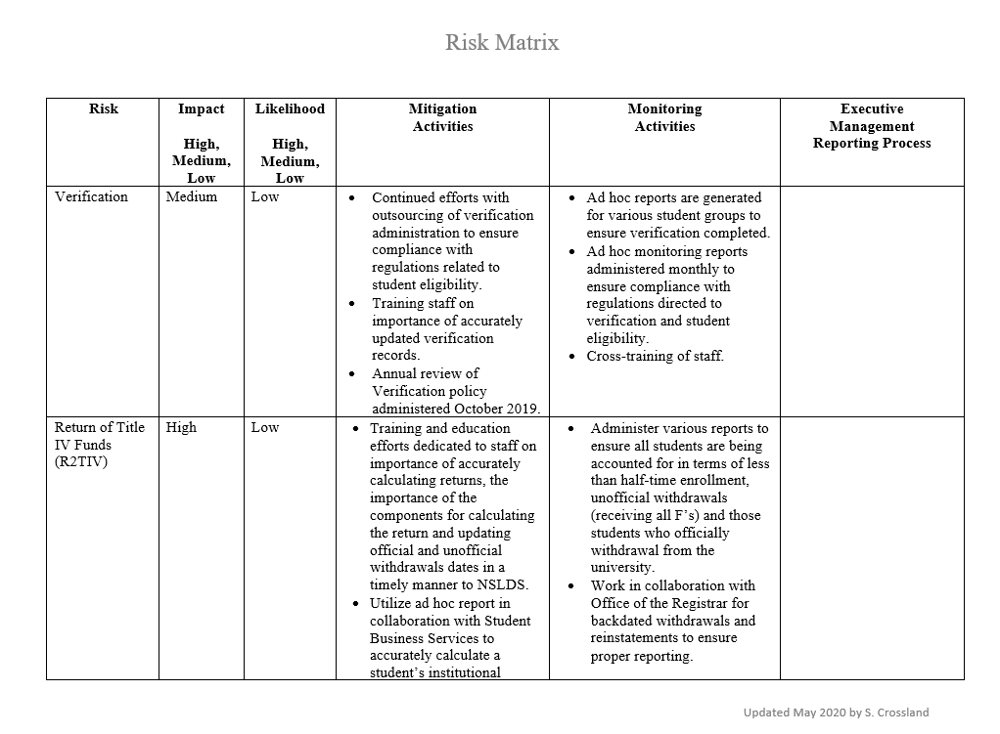 Risk Matrix
Risk
Impact
High,
Medium,
Low
Likelihood
High,
Medium,
Low
Mitigation
Activities
Monitoring
Activities
Executive
Management
Reporting Process
Verification
Medium
Low
• Continued efforts with
outsourcing of verification
administration to ensure
compliance with
regulations related to
student eligibility.
• Training staff on
importance of accurately
updated verification
records.
• Annual review of
Verification policy
administered October 2019.
• Ad hoc reports are generated
for various student groups to
ensure verification completed.
• Ad hoc monitoring reports
administered monthly to
ensure compliance with
regulations directed to
verification and student
eligibility.
• Cross-training of staff.
Return of Title
IV Funds
(R2TIV)
High
Low
• Training and education
efforts dedicated to staff on
importance of accurately
calculating returns, the
importance of the
components for calculating
the return and updating
official and unofficial
withdrawals dates in a
timely manner to NSLDS.
• Utilize ad hoc report in
collaboration with Student
Business Services to
accurately calculate a
student’s institutional
• Administer various reports to
ensure all students are being
accounted for in terms of less
than half-time enrollment,
unofficial withdrawals
(receiving all F’s) and those
students who officially
withdrawal from the
university.
• Work in collaboration with
Office of the Registrar for
backdated withdrawals and
reinstatements to ensure
proper reporting.
Updated May 2020 by S. Crossland